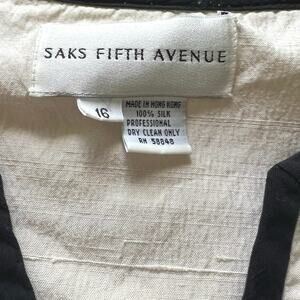 SAKS FIFTH AVENUE
16
MADE IN HONG KONG
100% SILK
PROFESSIONAL
DRY CLEAN ONLY
RN 58848